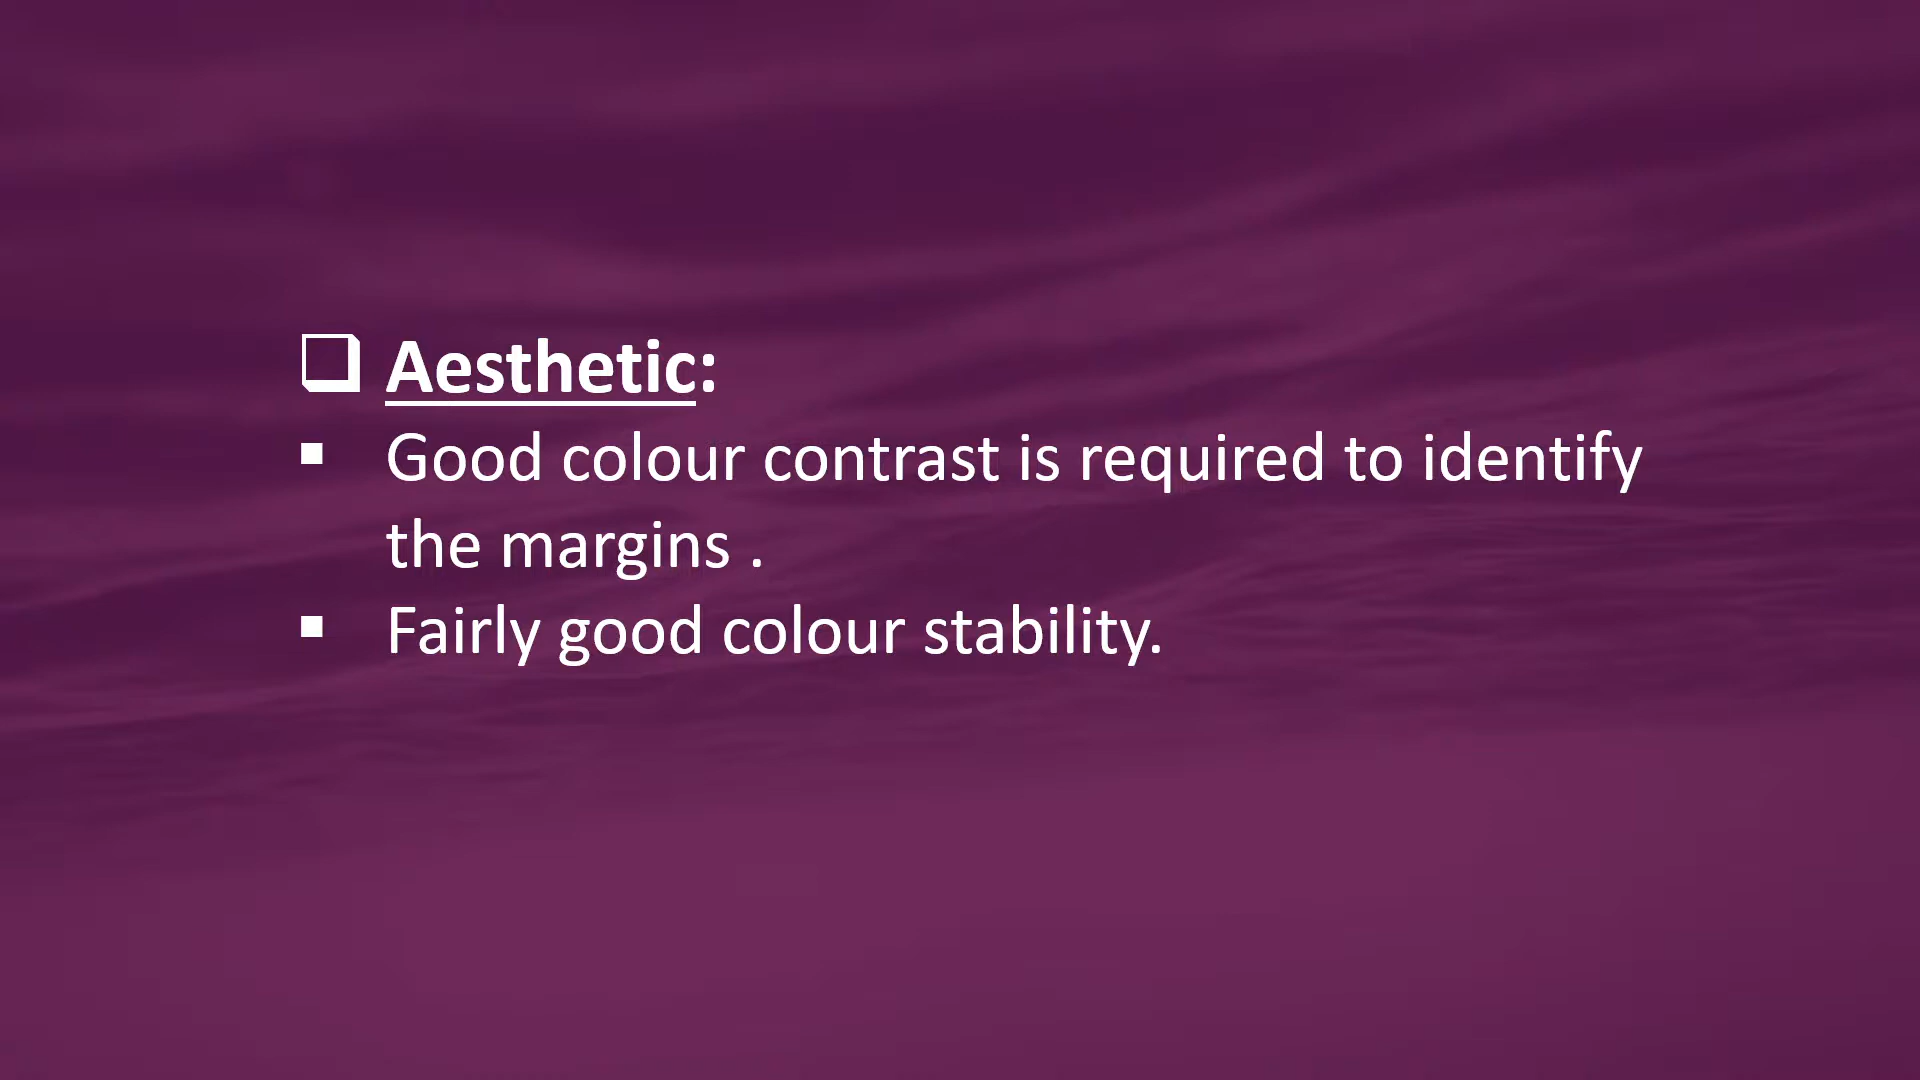 ❑ Aesthetic:
▪ Good colour contrast is required to identify
the margins .
▪ Fairly good colour stability.